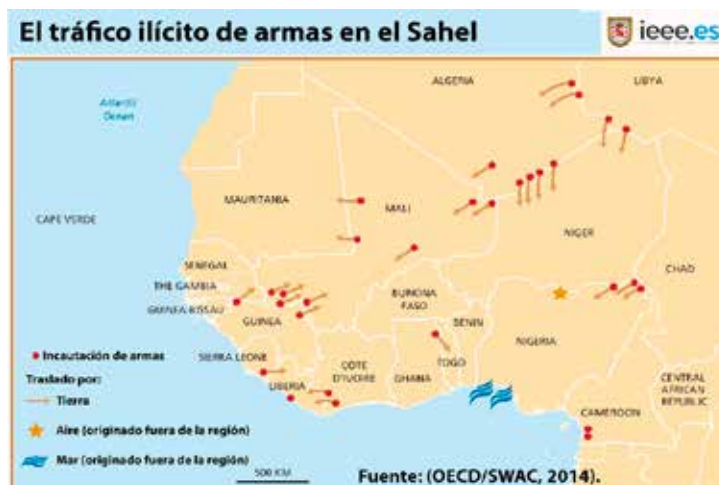 El tráfico ilícito de armas en el Sahel
ieee.es
ALGERIA
LIBYA
Atlantic
Ocean
MAURITANIA
MALI
CAPE VERDE
NIGER
CHAD
SENEGAL
THE GAMBIA
GUINEA-BISSAU
GUINEA
BURKINA
FASO
BENIN
NIGERIA
SIERRA LEONE
CÔTE
D'IVOIRE
GHANA
TOGO
LIBERIA
CENTRAL
AFRICAN
REPUBLIC
CAMEROON
Incautación de armas
Traslado por:
Tierra
Aire (originado fuera de la región)
Mar (originado fuera de la región)
500 KM
Fuente: (OECD/SWAC, 2014).